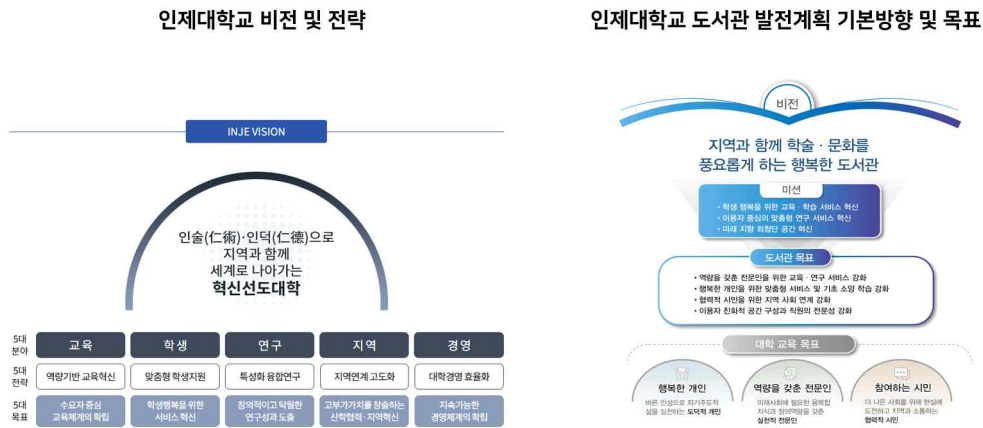 인제대학교 비전 및 전략
INJE VISION
인술(仁術)·인덕(仁德)으로
지역과 함께
세계로 나아가는
혁신선도대학
5대 분야
교육
학생
연구
지역
경영
5대 전략
역량기반 교육혁신
맞춤형 학생지원
특성화 융합연구
지역연계 고도화
대학경영 효율화
5대 목표
수요자 중심
교육체계의 확립
학생행복을 위한
서비스 혁신
창의적이고 탁월한
연구성과 도출
고부가가치를 창출하는
산학협력·지역혁신
지속가능한
경영체계의 확립
인제대학교 도서관 발전계획 기본방향 및 목표
비전
지역과 함께 학술·문화를
풍요롭게 하는 행복한 도서관
미션
• 학생 행복을 위한 교육·학습 서비스 혁신
• 이용자 중심의 맞춤형 연구 서비스 혁신
• 미래 지향 최첨단 공간 혁신
도서관 목표
• 역량을 갖춘 전문인을 위한 교육·연구 서비스 강화
• 행복한 개인을 위한 맞춤형 서비스 및 기초 소양 학습 강화
• 협력적 시민을 위한 지역 사회 연계 강화
• 이용자 친화적 공간 구성과 직원의 전문성 강화
대학 교육 목표
행복한 개인
바른 인성으로 자기주도적
삶을 실천하는 도덕적 개인
역량을 갖춘 전문인
미래사회에 필요한 융복합
지식과 창의역량을 갖춘
실천적 전문인
참여하는 시민
더 나은 사회를 위해 현실에
도전하고 지역과 소통하는
협력적 시민